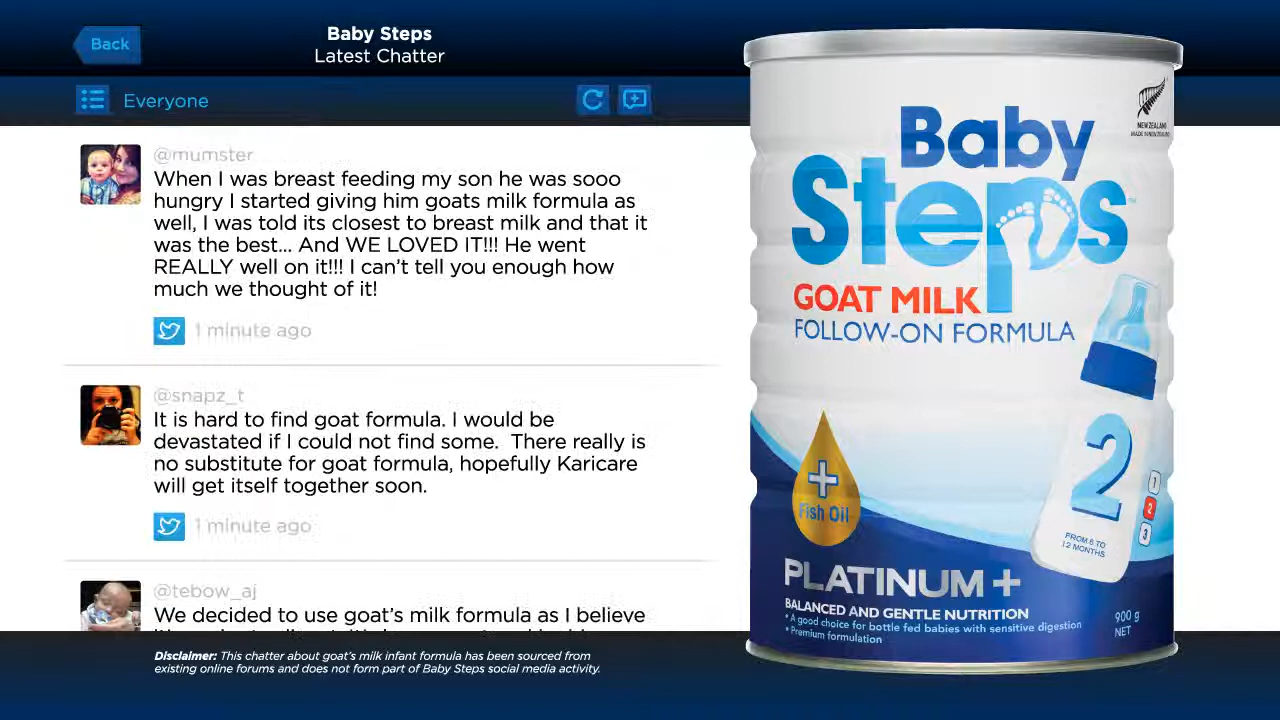 Back
Baby Steps
Latest Chatter
Everyone
@mumster
When I was breast feeding my son he was sooo
hungry I started giving him goats milk formula as
well, I was told its closest to breast milk and that it
was the best... And WE LOVED IT!!! He went
REALLY well on it!!! I can't tell you enough how
much we thought of it!
1 minute ago
@snapz_t
It is hard to find goat formula. I would be
devastated if I could not find some. There really is
no substitute for goat formula, hopefully Karicare
will get itself together soon.
1 minute ago
@tebow_aj
We decided to use goat's milk formula as I believe
Disclaimer: This chatter about goat's milk infant formula has been sourced from
existing online forums and does not form part of Baby Steps social media activity.
NEW ZEALAND
MADE IN NEW ZEALAND
Baby
Steps™
GOAT MILK
FOLLOW-ON FORMULA
2
1
2
3
FROM 6 TO
12 MONTHS
+
Fish Oil
PLATINUM+
BALANCED AND GENTLE NUTRITION
• A good choice for bottle fed babies with sensitive digestion
• Premium formulation
900 g
NET